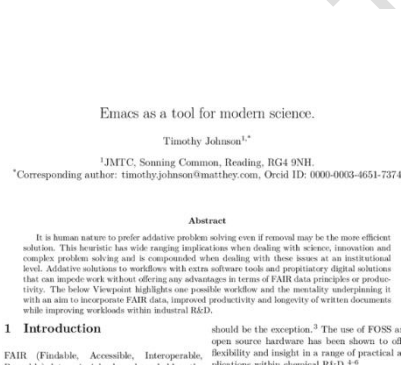 Emacs as a tool for modern science.
Timothy Johnson1,*
1JMTC, Sonning Common, Reading, RG4 9NH.
*Corresponding author: timothy.johnson@matthey.com, Orcid ID: 0000-0003-4651-7374
Abstract
It is human nature to prefer addative problem solving even if removal may be the more efficient
solution. This heuristic has wide ranging implications when dealing with science, innovation and
complex problem solving and is compounded when dealing with these issues at an institutional
level. Addative solutions to workflows with extra software tools and propitiatory digital solutions
that can impede work without offering any advantages in terms of FAIR data principles or produc-
tivity. The below Viewpoint highlights one possible workflow and the mentality underpinning it
with an aim to incorporate FAIR data, improved productivity and longevity of written documents
while improving workloads within industral R&D.
1 Introduction
FAIR (Findable, Accessible, Interoperable,
should be the exception.3 The use of FOSS an
open source hardware has been shown to off
flexibility and insight in a range of practical a
plications within chemical R&D.4–6